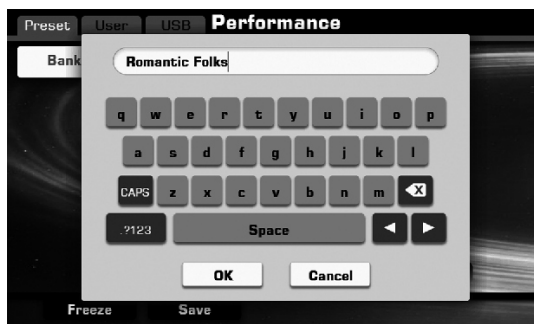 Preset User USB Performance
Bank
Romantic Folks
q w e r t y u i o p
a s d f g h j k l
CAPS z x c v b n m
.?123 Space
OK Cancel
Freeze Save